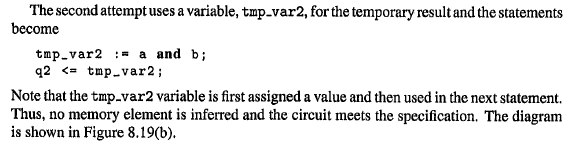 The second attempt uses a variable, tmp_var2, for the temporary result and the statements
become
tmp_var2 := a and b;
q2 <= tmp_var2;
Note that the tmp_var2 variable is first assigned a value and then used in the next statement.
Thus, no memory element is inferred and the circuit meets the specification. The diagram
is shown in Figure 8.19(b).